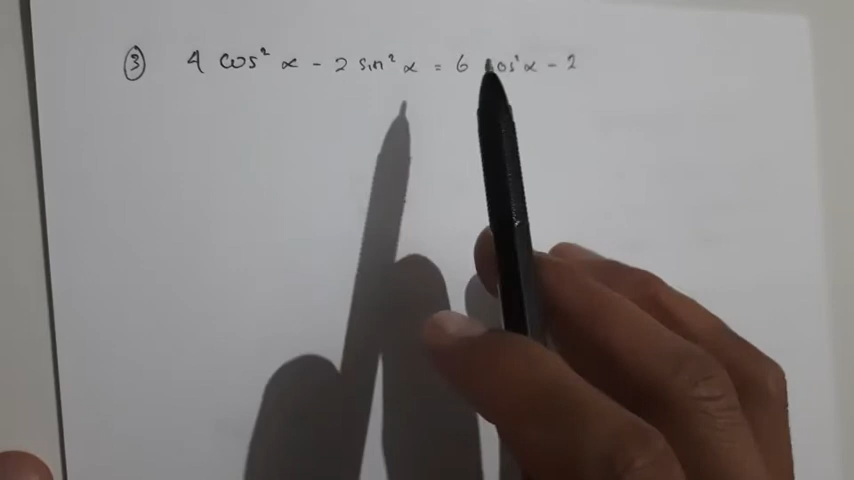 ③ 4 cos² α - 2 sin² α = 6 cos² α - 2